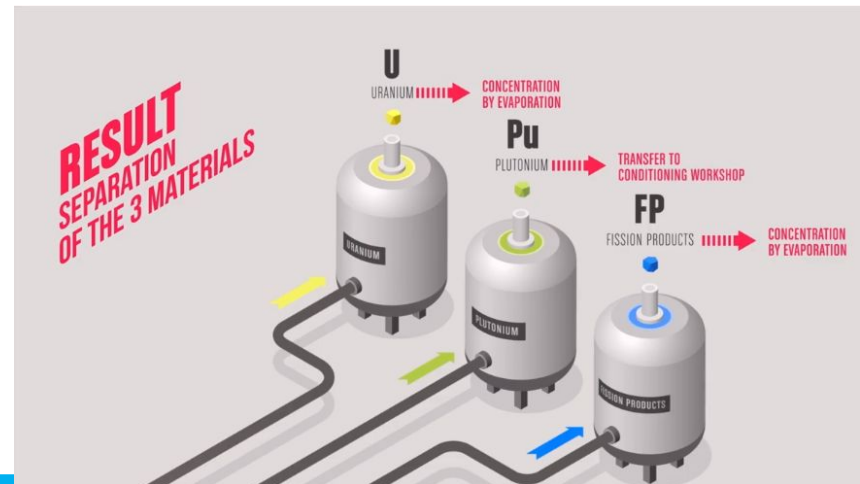 RESULT
SEPARATION
OF THE 3 MATERIALS
U
URANIUM
CONCENTRATION
BY EVAPORATION
Pu
PLUTONIUM
TRANSFER TO
CONDITIONING WORKSHOP
FP
FISSION PRODUCTS
CONCENTRATION
BY EVAPORATION
URANIUM
PLUTONIUM
FISSION PRODUCTS